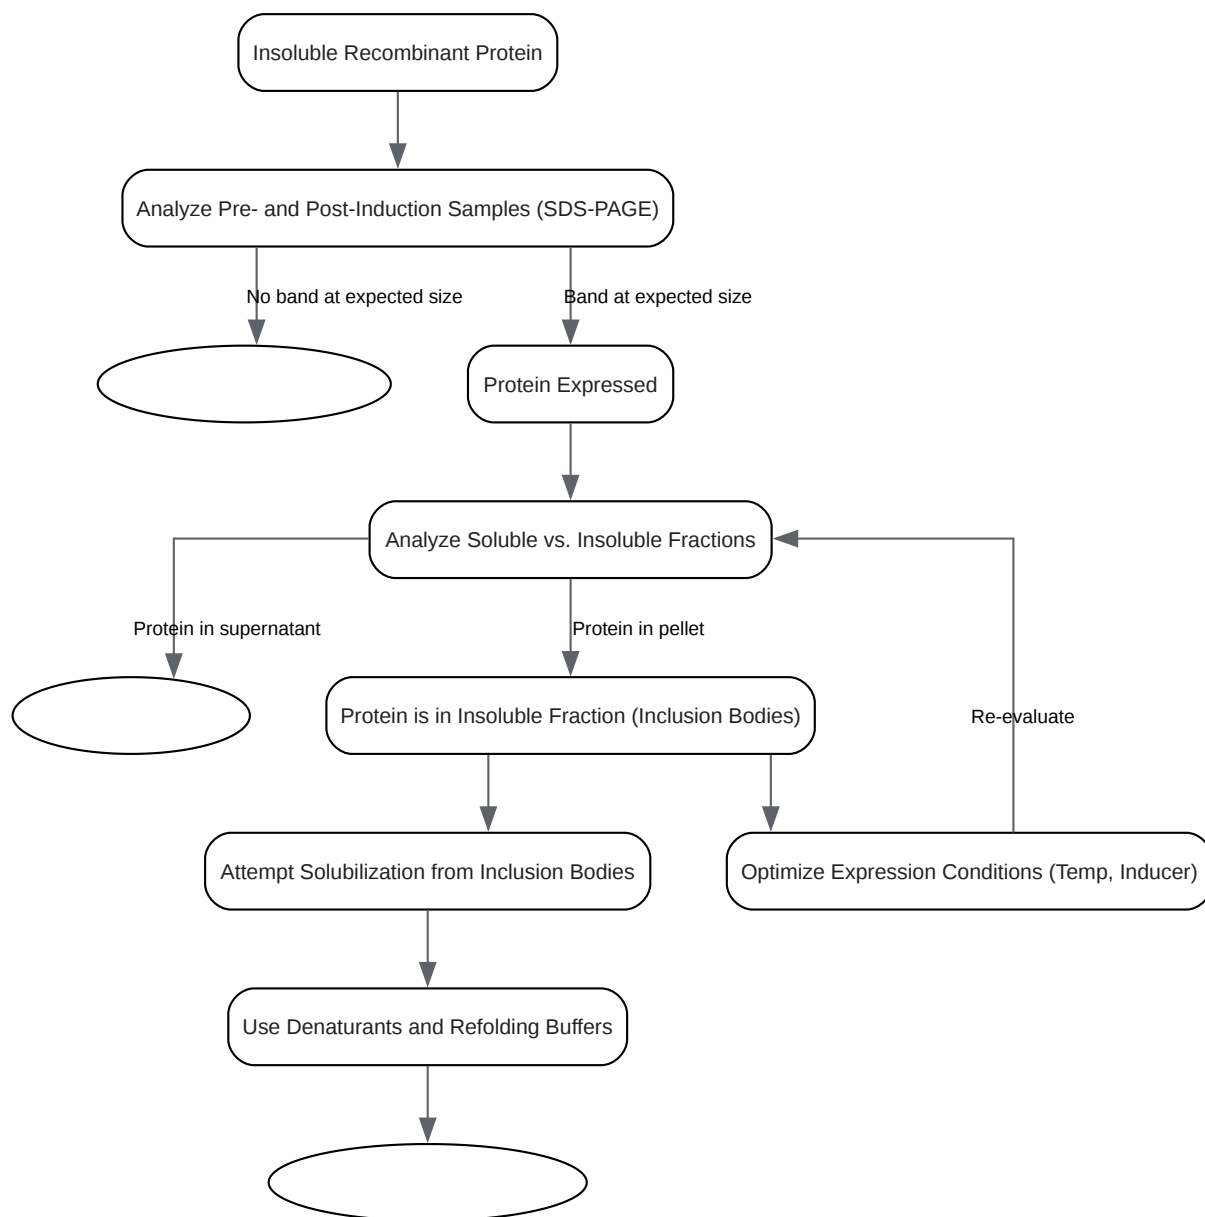 Insoluble Recombinant Protein
Analyze Pre- and Post-Induction Samples (SDS-PAGE)
No band at expected size
Band at expected size
Protein Expressed
Analyze Soluble vs. Insoluble Fractions
Protein in supernatant
Protein in pellet
Protein is in Insoluble Fraction (Inclusion Bodies)
Re-evaluate
Attempt Solubilization from Inclusion Bodies
Optimize Expression Conditions (Temp, Inducer)
Use Denaturants and Refolding Buffers